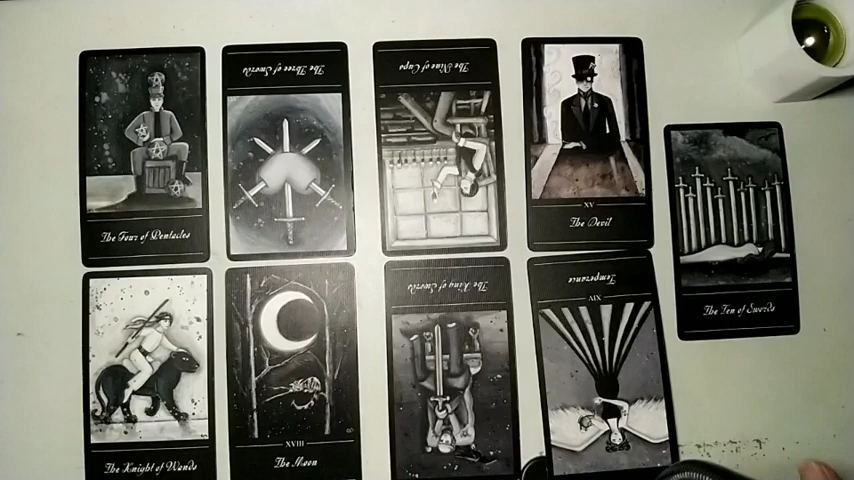 The Three of Swords
The Nine of Cups
The Four of Pentacles
XV
The Devil
The Ten of Swords
The King of Swords
Temperance
XIV
XVIII
The Moon
The Knight of Wands